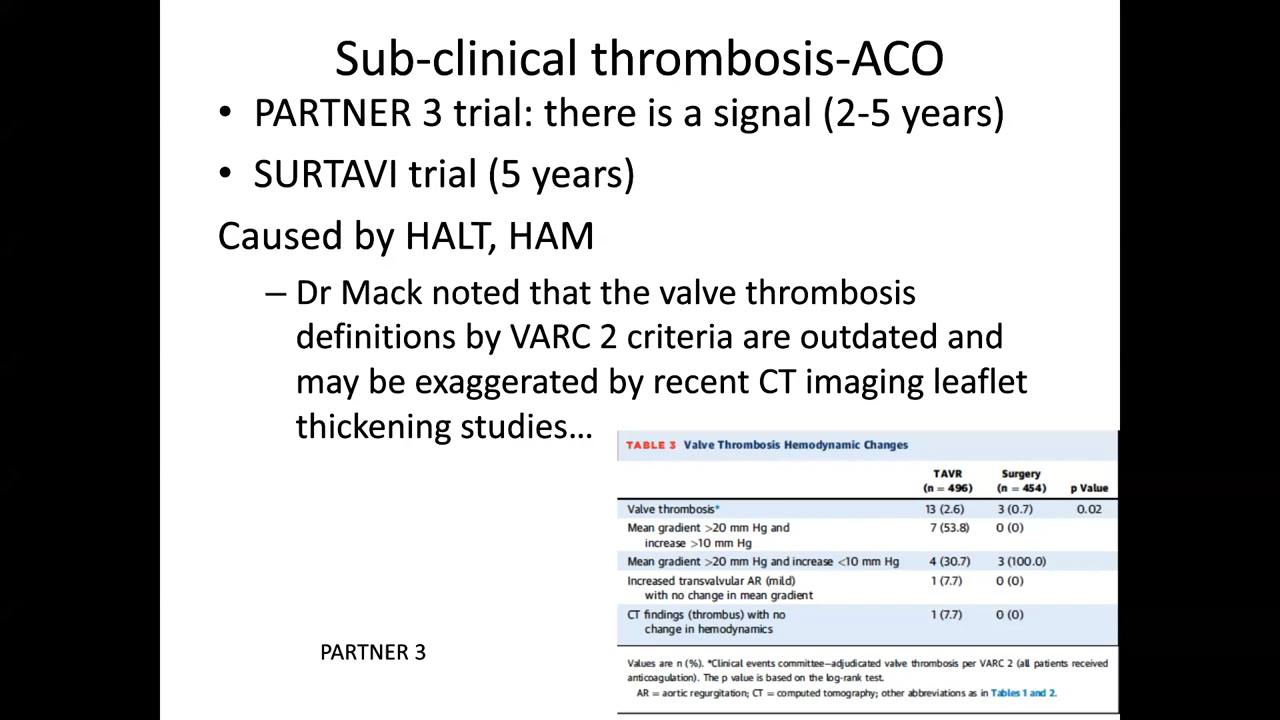 Sub-clinical thrombosis-ACO
• PARTNER 3 trial: there is a signal (2-5 years)
• SURTAVI trial (5 years)
Caused by HALT, HAM
– Dr Mack noted that the valve thrombosis
definitions by VARC 2 criteria are outdated and
may be exaggerated by recent CT imaging leaflet
thickening studies...
TABLE 3 Valve Thrombosis Hemodynamic Changes
TAVR Surgery
(n = 496) (n = 454) p Value
Valve thrombosis* 13 (2.6) 3 (0.7) 0.02
Mean gradient >20 mm Hg and 7 (53.8) 0 (0)
increase >10 mm Hg
Mean gradient >20 mm Hg and increase <10 mm Hg 4 (30.7) 3 (100.0)
Increased transvalvular AR (mild) 1 (7.7) 0 (0)
with no change in mean gradient
CT findings (thrombus) with no 1 (7.7) 0 (0)
change in hemodynamics
PARTNER 3
Values are n (%). *Clinical events committee–adjudicated valve thrombosis per VARC 2 (all patients received
anticoagulation). The p value is based on the log-rank test.
AR = aortic regurgitation; CT = computed tomography; other abbreviations as in Tables 1 and 2.